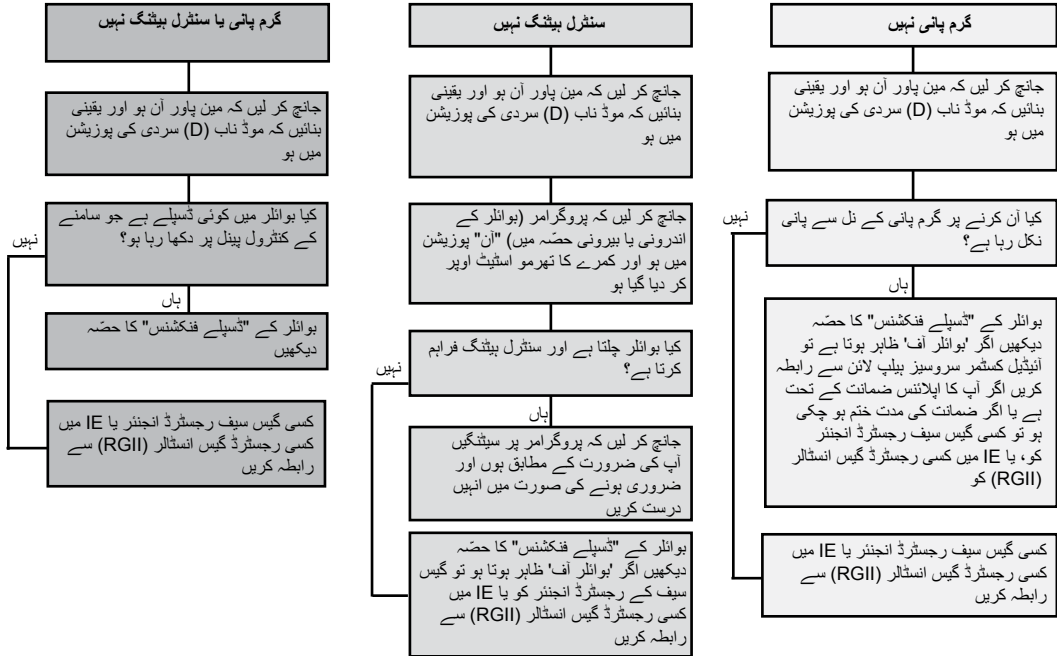 گرم پانی نہیں
جانچ کر لیں کہ مین پاور آن ہو اور یقینی
بنائیں کہ موڈ ناب (D) سردی کی پوزیشن
میں ہو
کیا آن کرنے پر گرم پانی کے نل سے پانی
نکل رہا ہے؟
نہیں
ہاں
بوائلر کے "ڈسپلے فنکشنس" کا حصّہ
دیکھیں اگر 'بوائلر آف' ظاہر ہوتا ہے تو
آئیڈیل کسٹمر سروسیز ہیلپ لائن سے رابطہ
کریں اگر آپ کا اپلائنس ضمانت کے تحت
ہے یا اگر ضمانت کی مدت ختم ہو چکی
ہو تو کسی گیس سیف رجسٹرڈ انجنئر
کو، یا IE میں کسی رجسٹرڈ گیس انسٹالر
(RGII) کو
کسی گیس سیف رجسٹرڈ انجنئر یا IE میں
کسی رجسٹرڈ گیس انسٹالر (RGII) سے
رابطہ کریں
سنٹرل ہیٹنگ نہیں
جانچ کر لیں کہ مین پاور آن ہو اور یقینی
بنائیں کہ موڈ ناب (D) سردی کی پوزیشن
میں ہو
جانچ کر لیں کہ پروگرامر (بوائلر کے
اندرونی یا بیرونی حصّہ میں) "آن" پوزیشن
میں ہو اور کمرے کا تھرمو اسٹیٹ اوپر
کر دیا گیا ہو
کیا بوائلر چلتا ہے اور سنٹرل ہیٹنگ فراہم
کرتا ہے؟
نہیں
ہاں
جانچ کر لیں کہ پروگرامر پر سیٹنگیں
آپ کی ضرورت کے مطابق ہوں اور
ضروری ہونے کی صورت میں انہیں
درست کریں
بوائلر کے "ڈسپلے فنکشنس" کا حصّہ
دیکھیں اگر 'بوائلر آف' ظاہر ہوتا ہو تو گیس
سیف کے رجسٹرڈ انجنئر کو یا IE میں
کسی رجسٹرڈ گیس انسٹالر (RGII) سے
رابطہ کریں
گرم پانی یا سنٹرل ہیٹنگ نہیں
جانچ کر لیں کہ مین پاور آن ہو اور یقینی
بنائیں کہ موڈ ناب (D) سردی کی پوزیشن
میں ہو
کیا بوائلر میں کوئی ڈسپلے ہے جو سامنے
کے کنٹرول پینل پر دکھا رہا ہو؟
نہیں
ہاں
بوائلر کے "ڈسپلے فنکشنس" کا حصّہ
دیکھیں
کسی گیس سیف رجسٹرڈ انجنئر یا IE میں
کسی رجسٹرڈ گیس انسٹالر (RGII) سے
رابطہ کریں